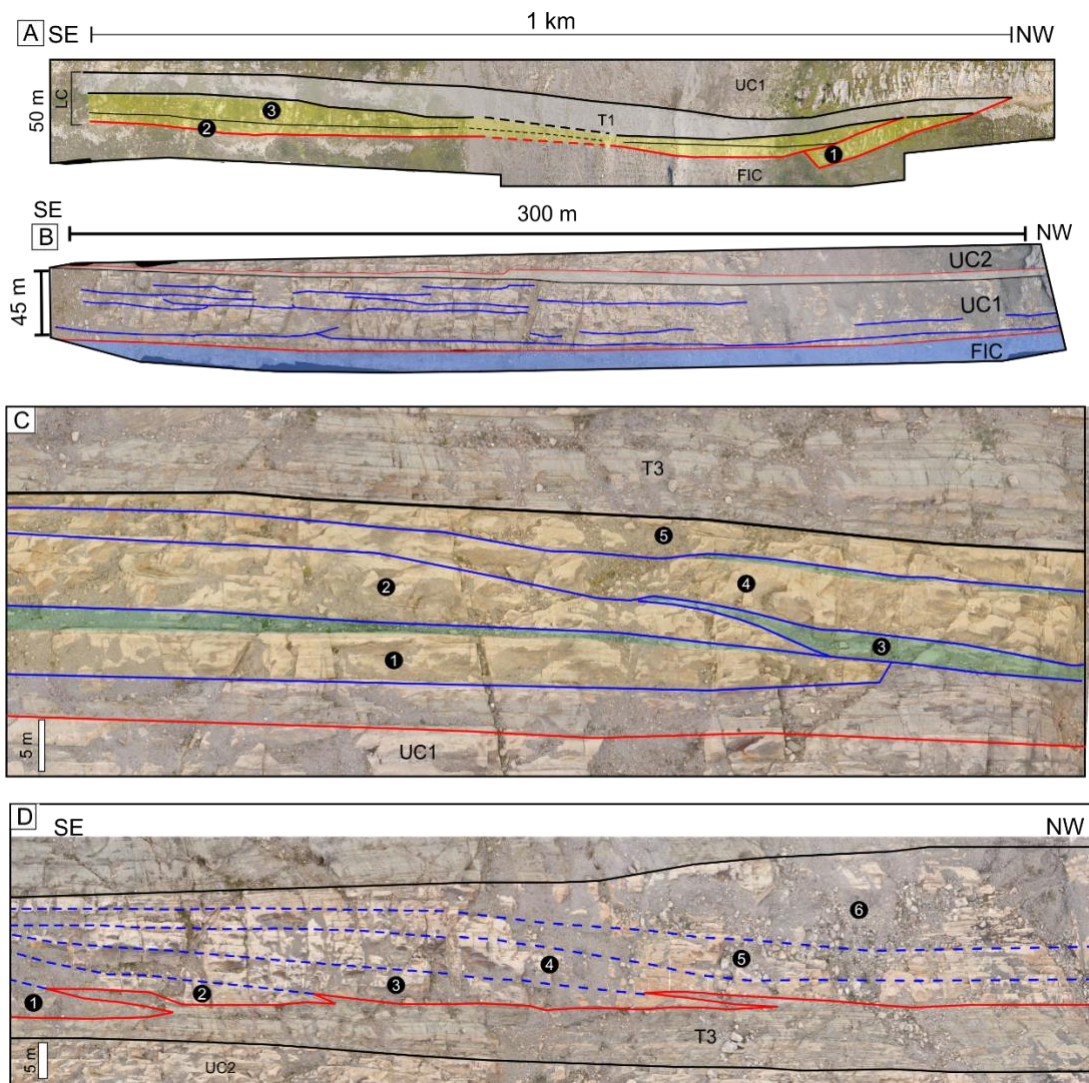 A SE 1 km NW
50 m LC
UC1
3
2
T1
1
FIC
SE
B 300 m NW
45 m
UC2
UC1
FIC
C
T3
5
2 4
3
1
5 m UC1
D SE NW
6
5
4
3
2
1
T3
5 m UC2